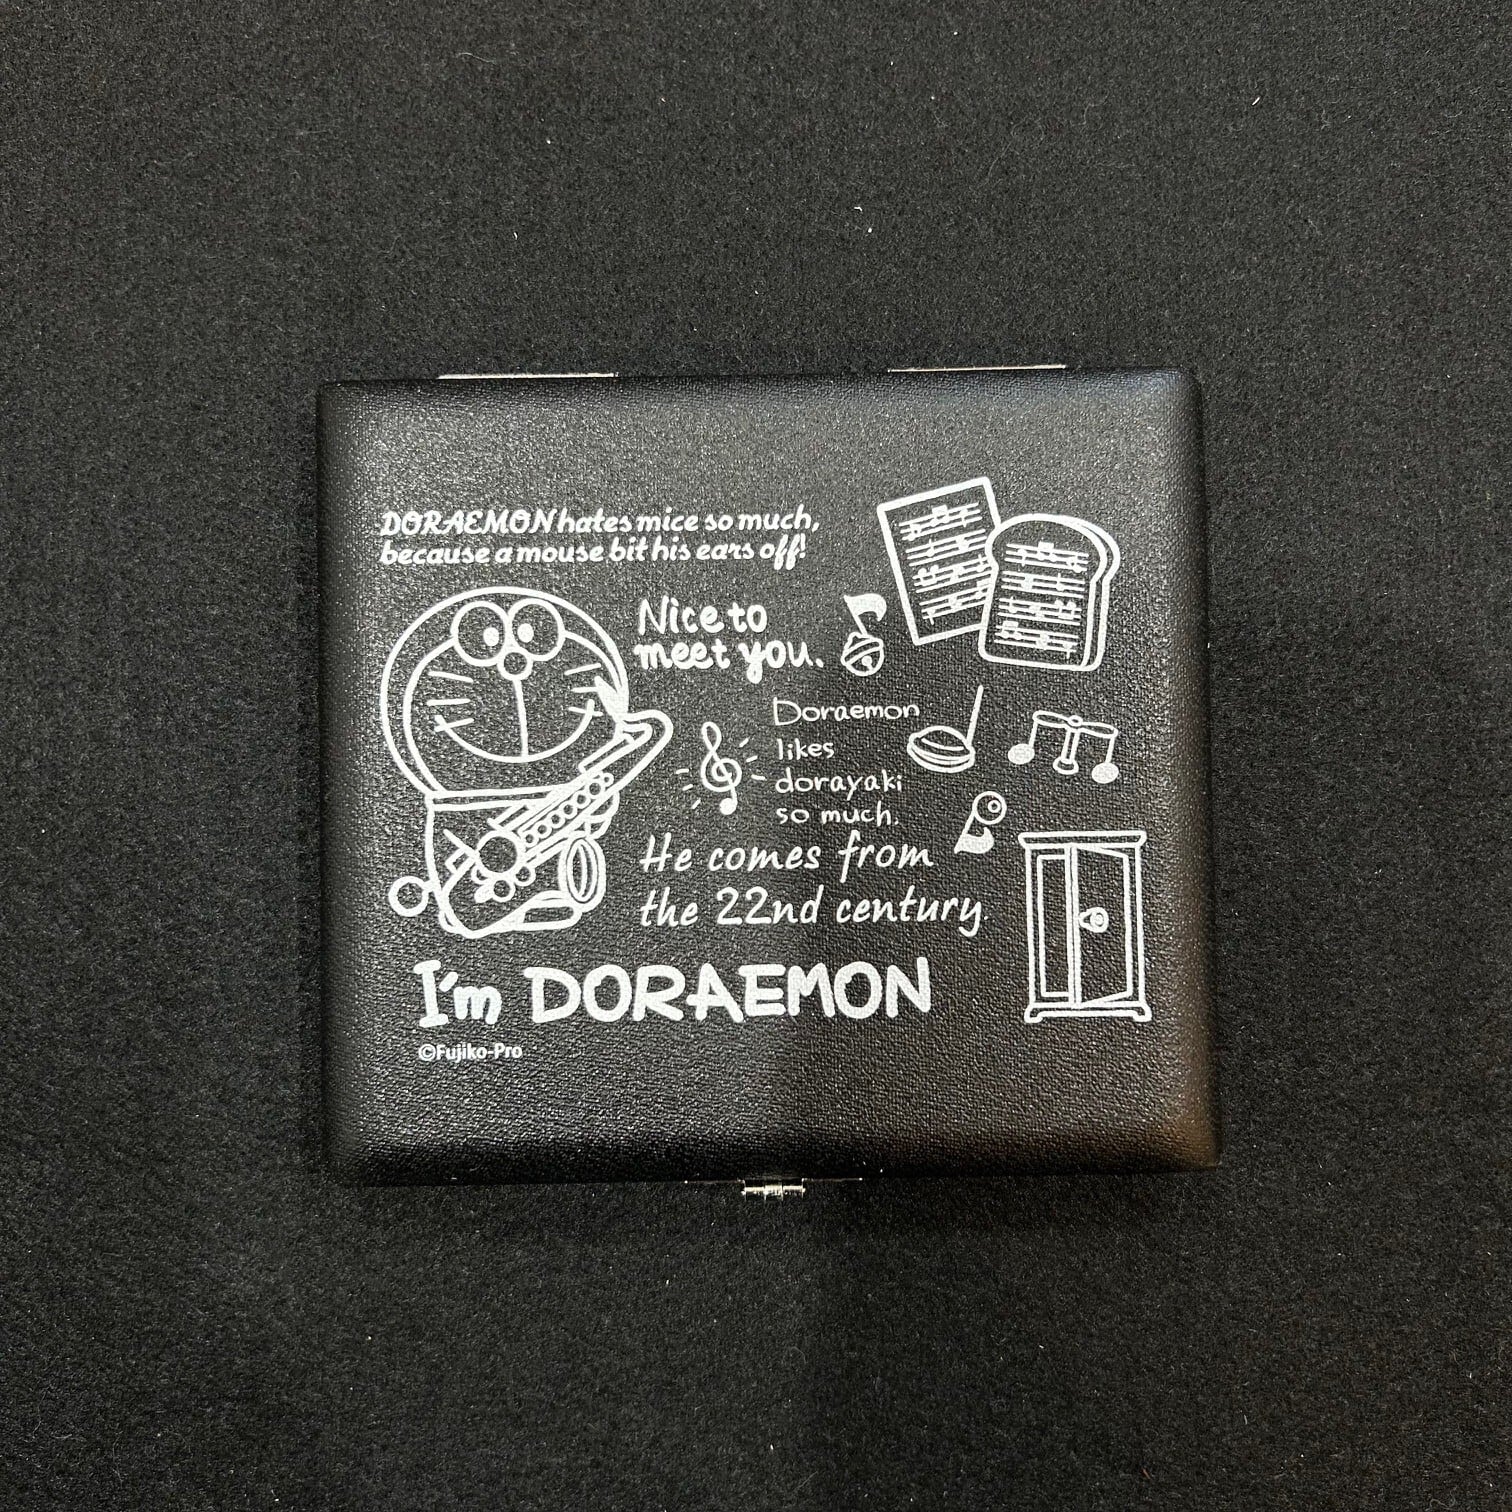 DORAEMON hates mice so much,
because a mouse bit his ears off!
Nice to
meet you.
Doraemon
likes
dorayaki
so much.
He comes from
the 22nd century.
I'm DORAEMON
©Fujiko-Pro